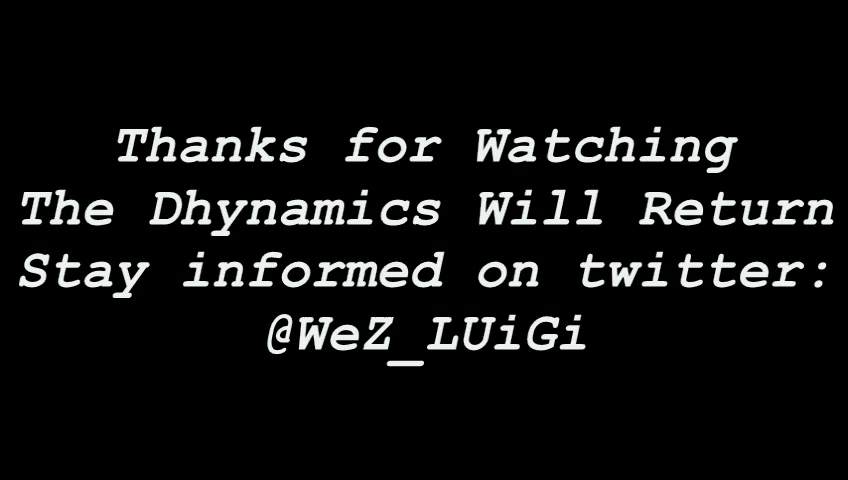 Thanks for Watching
The Dhynamics Will Return
Stay informed on twitter:
@WeZ_LUiGi